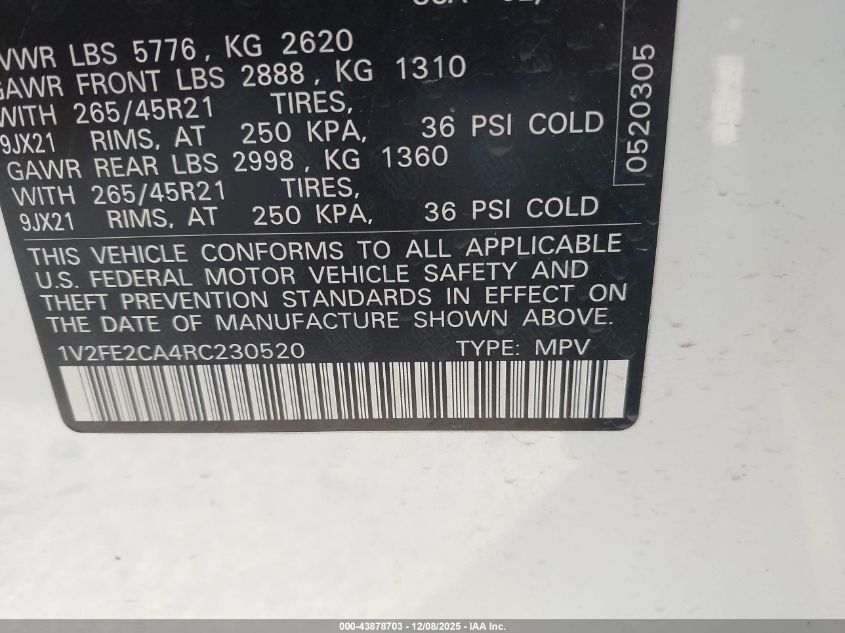 VWR LBS 5776, KG 2620
GAWR FRONT LBS 2888, KG 1310
WITH 265/45R21 TIRES,
9JX21 RIMS, AT 250 KPA, 36 PSI COLD
GAWR REAR LBS 2998, KG 1360
WITH 265/45R21 TIRES,
9JX21 RIMS, AT 250 KPA, 36 PSI COLD
0520305
THIS VEHICLE CONFORMS TO ALL APPLICABLE
U.S. FEDERAL MOTOR VEHICLE SAFETY AND
THEFT PREVENTION STANDARDS IN EFFECT ON
THE DATE OF MANUFACTURE SHOWN ABOVE.
1V2FE2CA4RC230520 TYPE: MPV
000-43878703 - 12/08/2025 - IAA Inc.